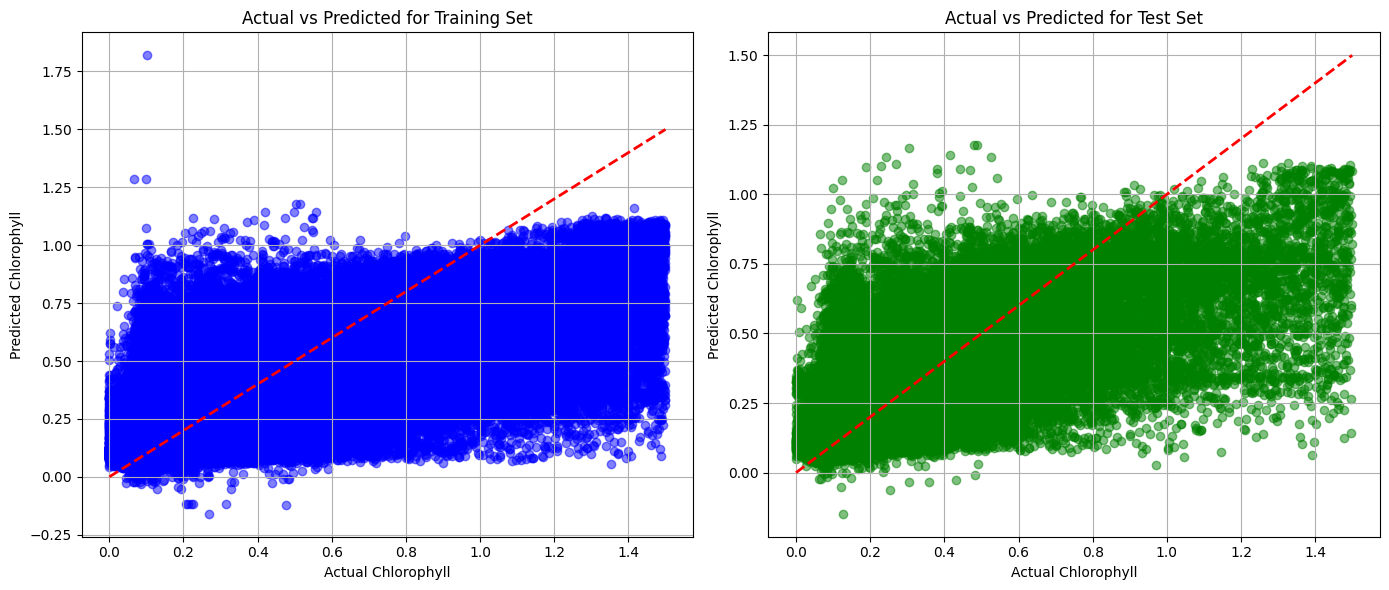 Actual vs Predicted for Training Set
Predicted Chlorophyll
1.75
1.50
1.25
1.00
0.75
0.50
0.25
0.00
−0.25
0.0 0.2 0.4 0.6 0.8 1.0 1.2 1.4
Actual Chlorophyll
Actual vs Predicted for Test Set
Predicted Chlorophyll
1.50
1.25
1.00
0.75
0.50
0.25
0.00
0.0 0.2 0.4 0.6 0.8 1.0 1.2 1.4
Actual Chlorophyll